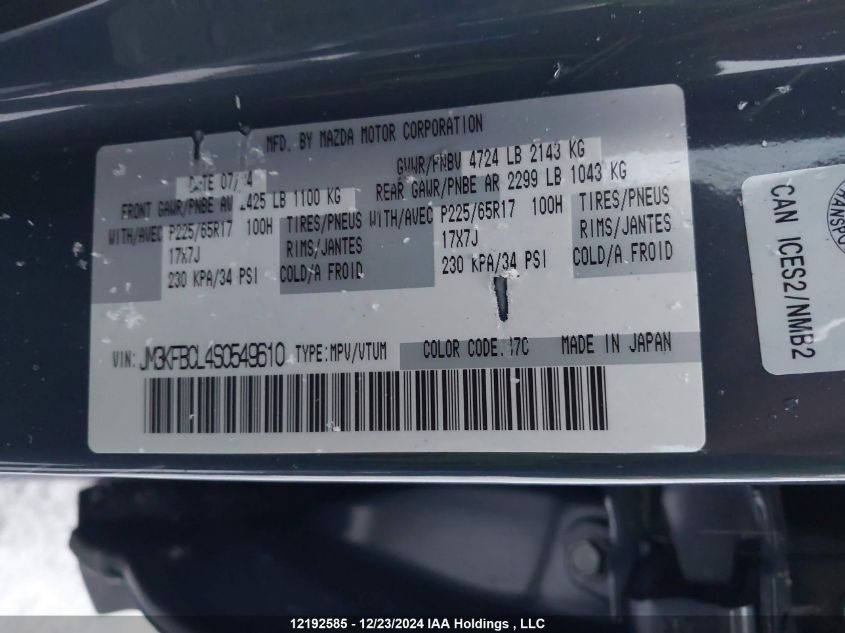 MFD. BY MAZDA MOTOR CORPORATION
GVWR/PNBV 4724 LB 2143 KG
FRONT GAWR/PNBE AV 2425 LB 1100 KG REAR GAWR/PNBE AR 2299 LB 1043 KG
WITH/AVEC P225/65R17 100H TIRES/PNEUS WITH/AVEC P225/65R17 100H TIRES/PNEUS
17X7J RIMS/JANTES 17X7J RIMS/JANTES
230 KPA/34 PSI COLD/A FROID 230 KPA/34 PSI COLD/A FROID
VIN: JM3KFBCL4S0549610 TYPE:MPV/VTUM COLOR CODE: MADE IN JAPAN
CAN ICES2/NMB2
12192585 - 12/23/2024 IAA Holdings , LLC